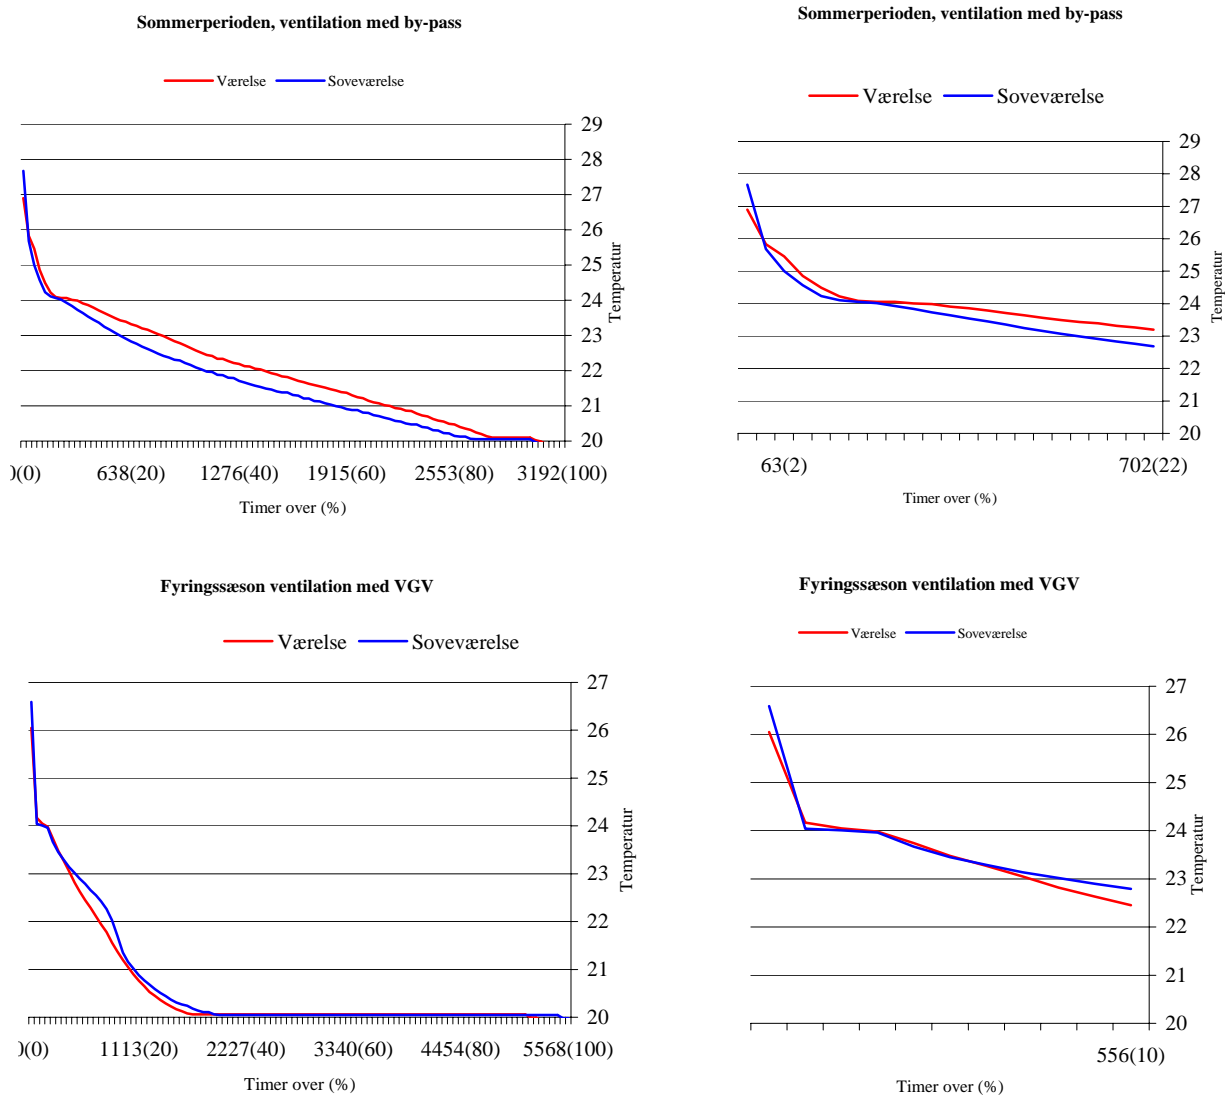 Sommerperioden, ventilation med by-pass
Værelse Soveværelse
29
28
27
26
25
24
23
22
21
20
Temperatur
)(0) 638(20) 1276(40) 1915(60) 2553(80) 3192(100)
Timer over (%)
Sommerperioden, ventilation med by-pass
Værelse Soveværelse
29
28
27
26
25
24
23
22
21
20
Temperatur
63(2) 702(22)
Timer over (%)
Fyringssæson ventilation med VGV
Værelse Soveværelse
27
26
25
24
23
22
21
20
Temperatur
)(0) 1113(20) 2227(40) 3340(60) 4454(80) 5568(100)
Timer over (%)
Fyringssæson ventilation med VGV
Værelse Soveværelse
27
26
25
24
23
22
21
20
Temperatur
556(10)
Timer over (%)